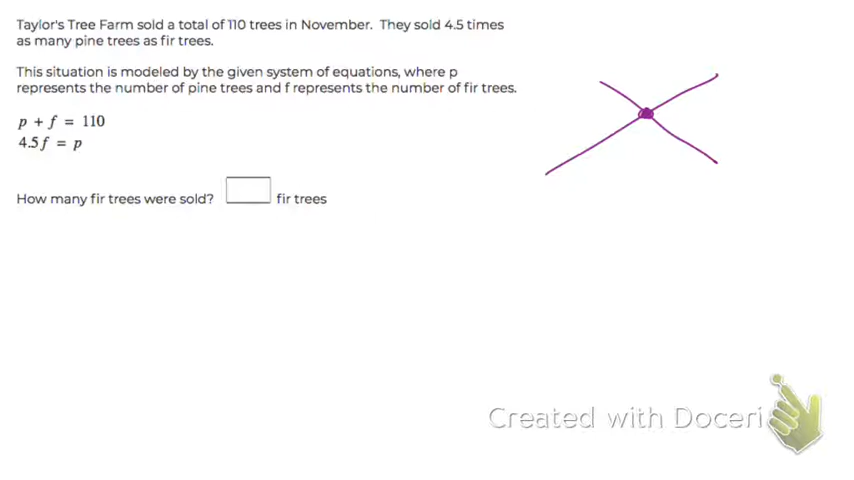 Taylor's Tree Farm sold a total of 110 trees in November. They sold 4.5 times
as many pine trees as fir trees.
This situation is modeled by the given system of equations, where p
represents the number of pine trees and f represents the number of fir trees.
p + f = 110
4.5f = p
How many fir trees were sold? fir trees
Created with Doceri